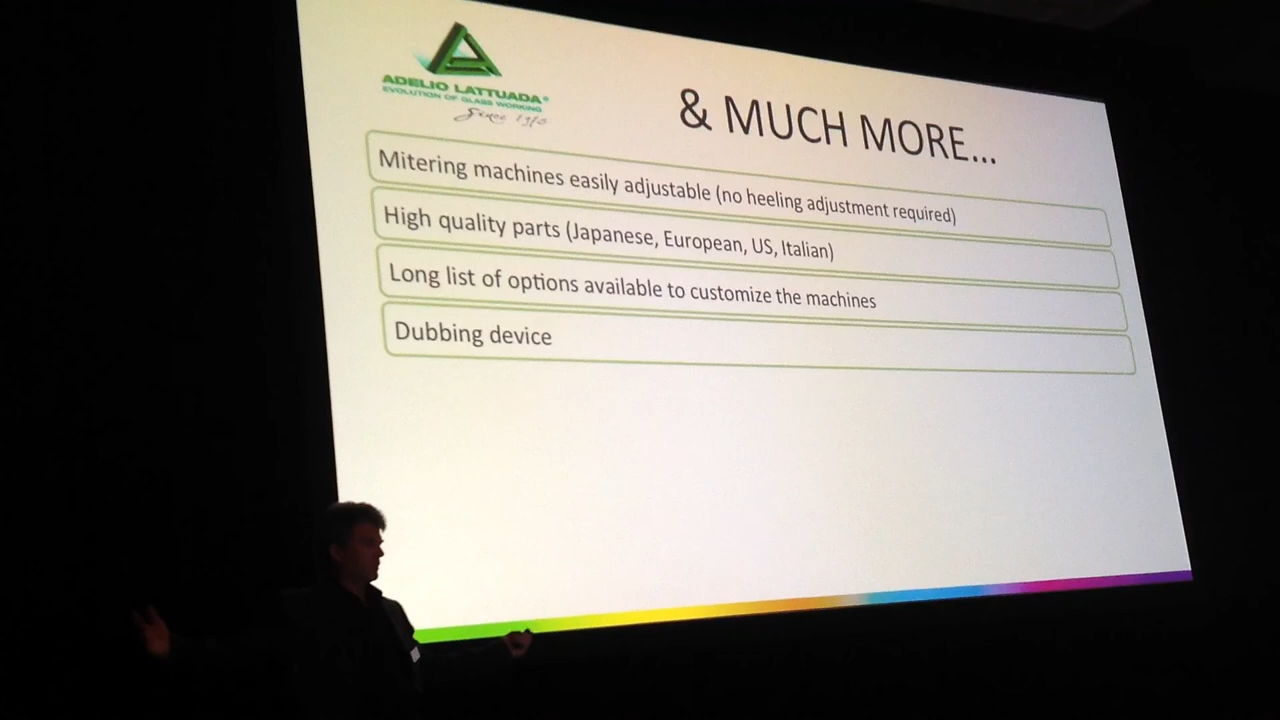 ADELIO LATTUADA®
EVOLUTION OF GLASS WORKING
Since
& MUCH MORE...
Mitering machines easily adjustable (no heeling adjustment required)
High quality parts (Japanese, European, US, Italian)
Long list of options available to customize the machines
Dubbing device